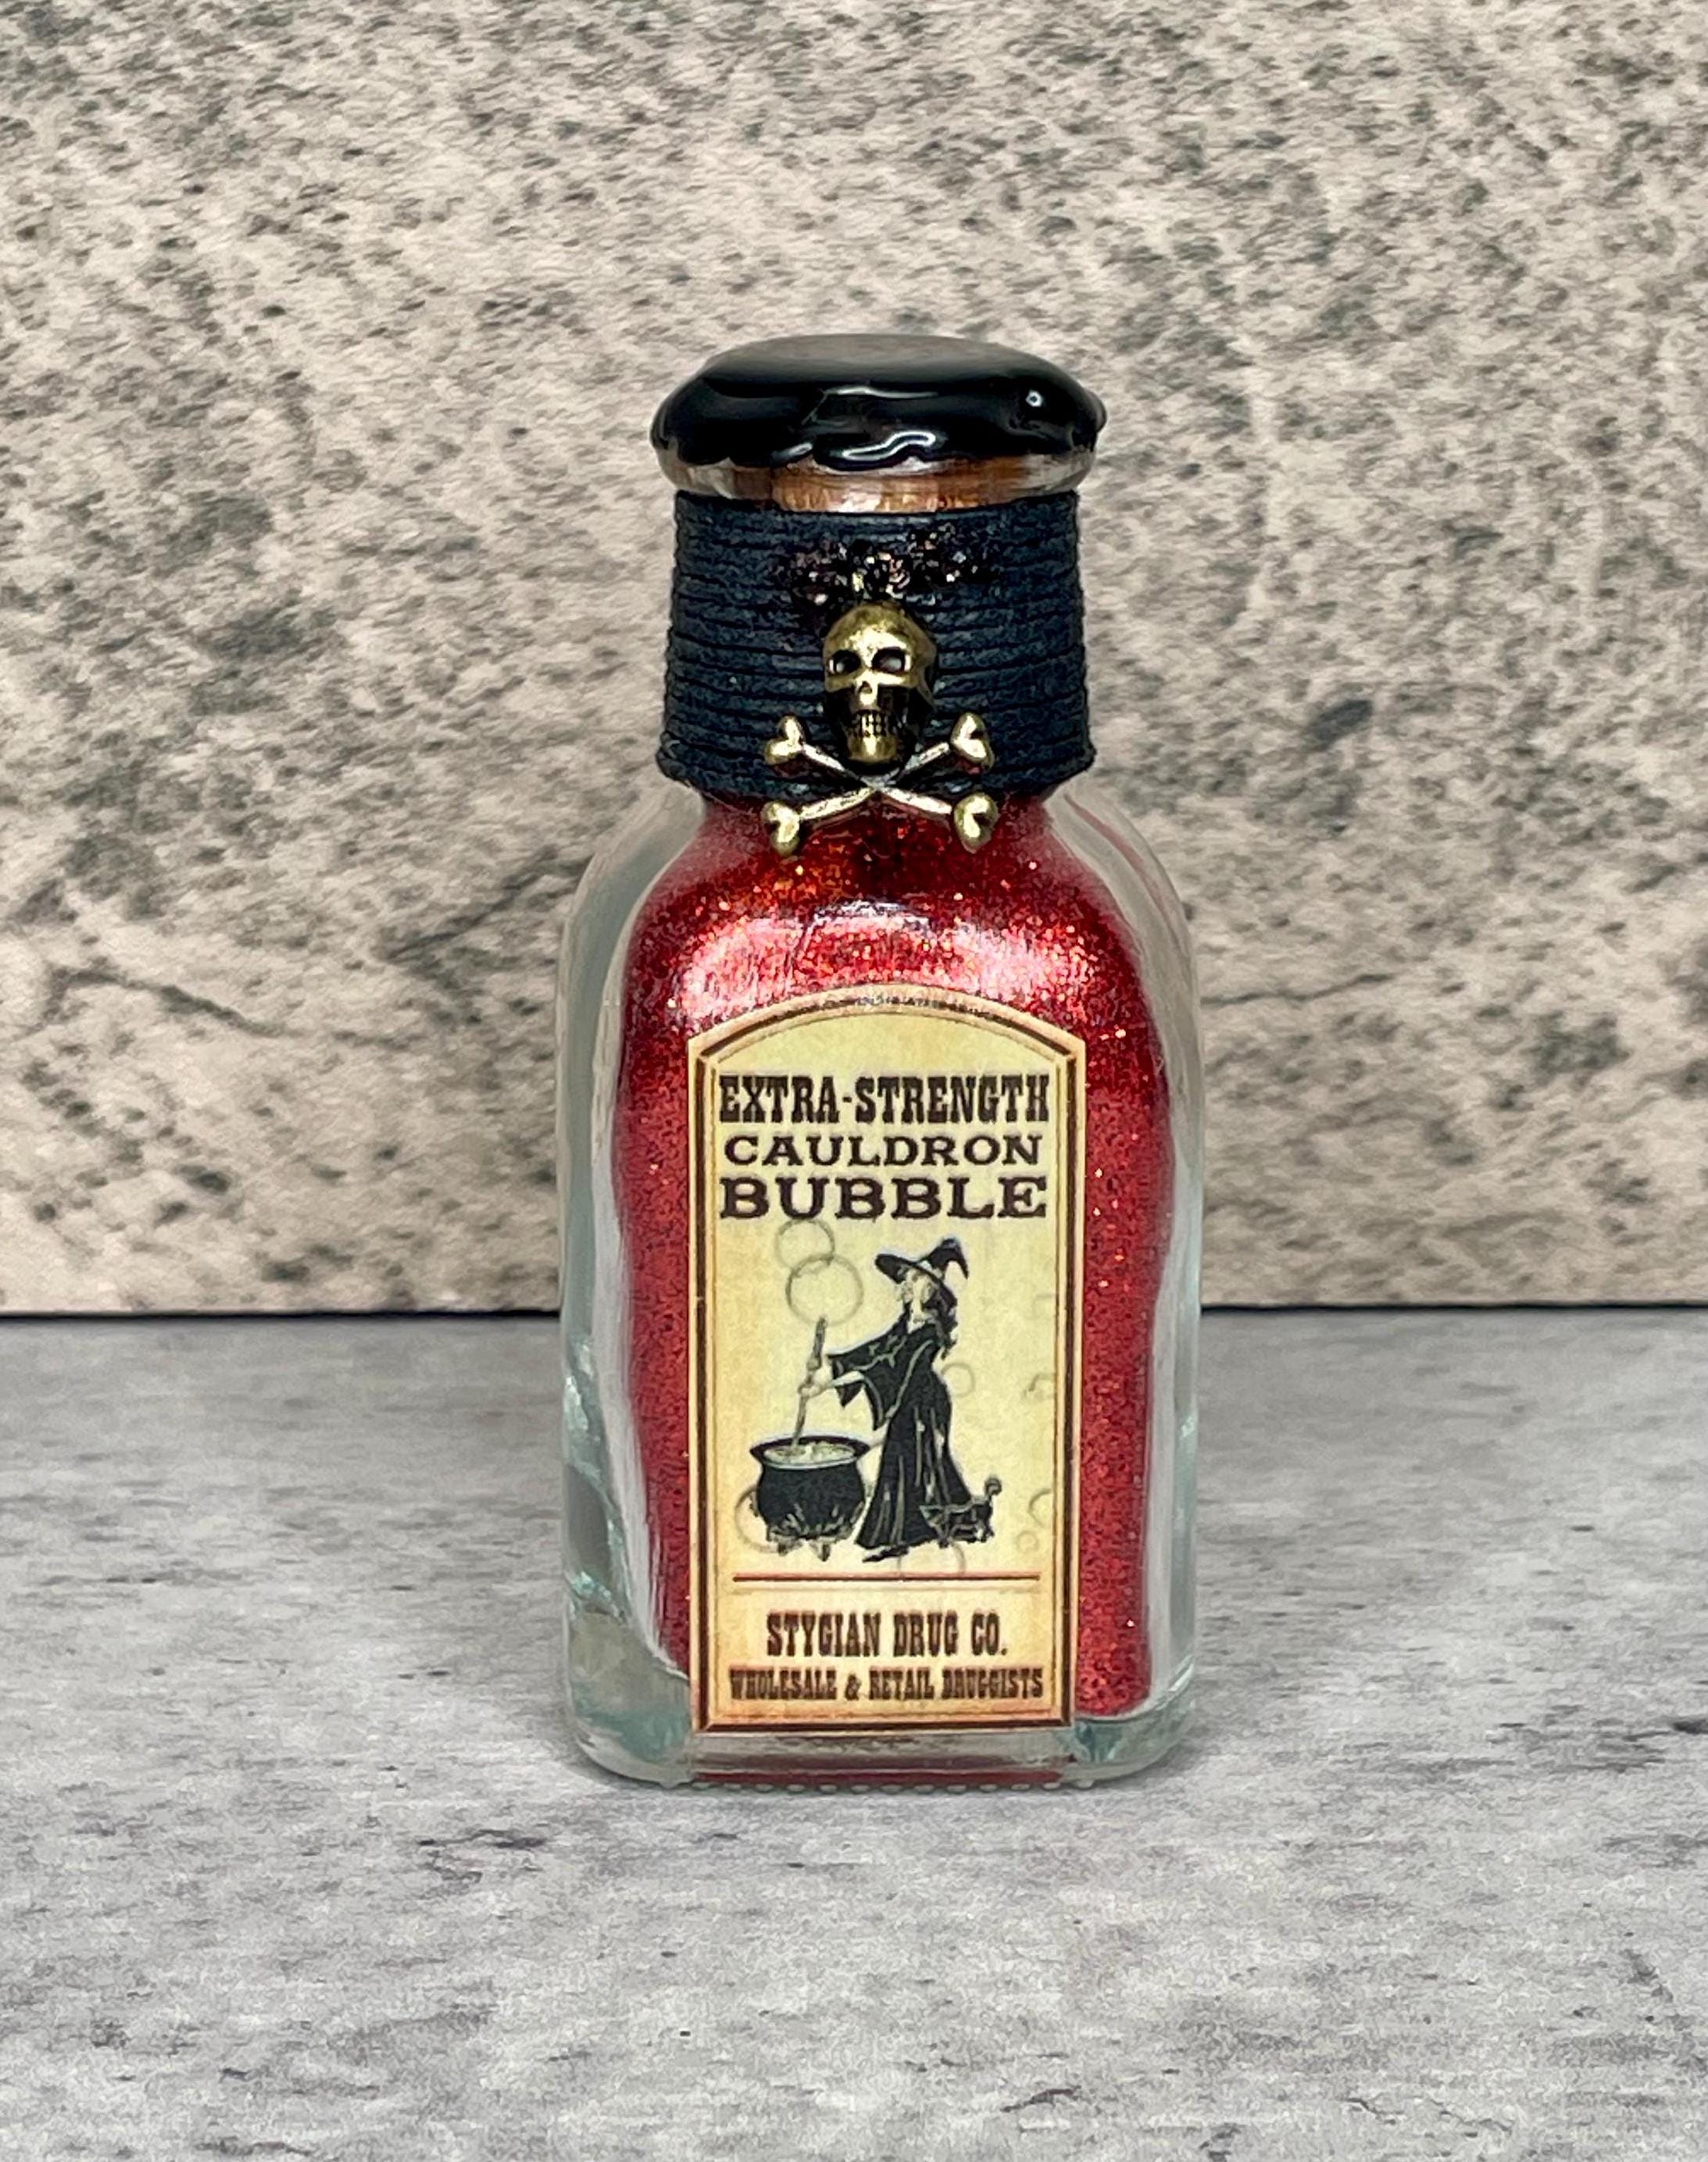 EXTRA-STRENGTH
CAULDRON
BUBBLE
STYGIAN DRUG CO.
WHOLESALE & RETAIL DRUGGISTS